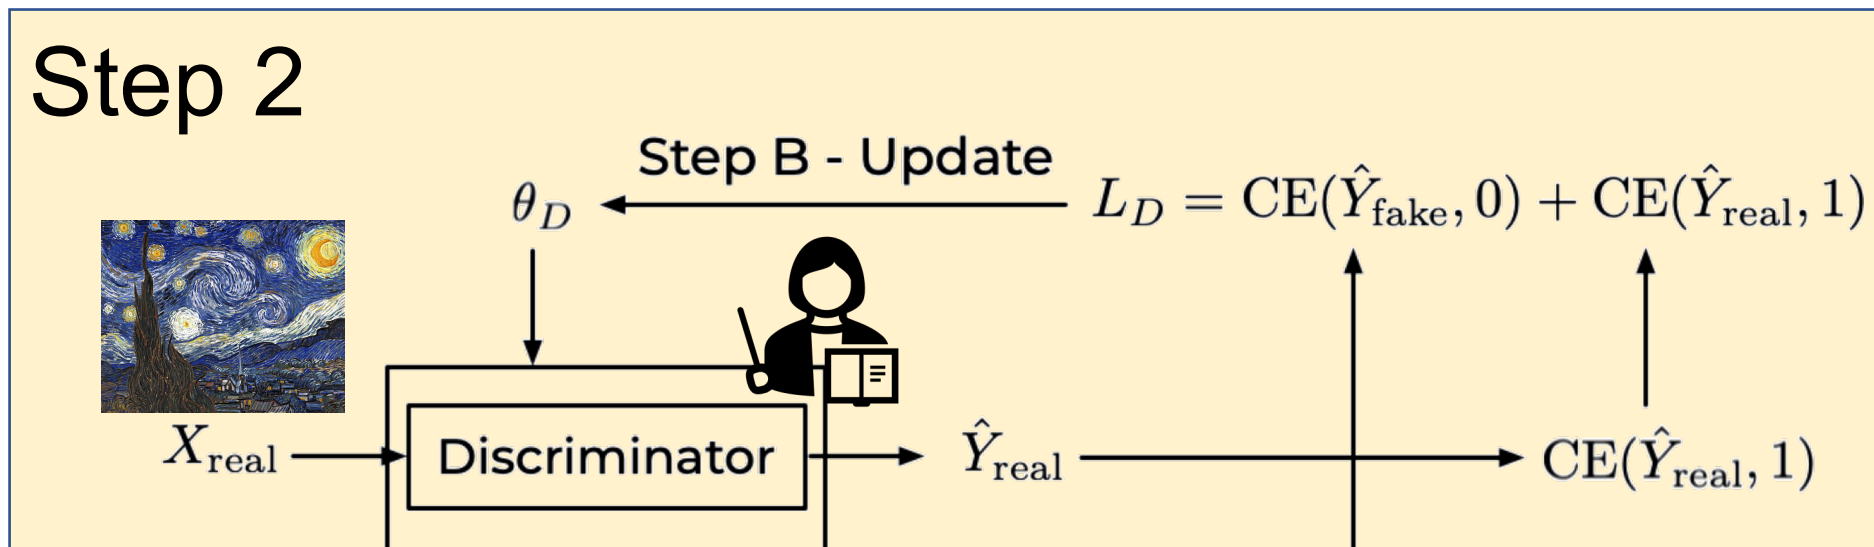 Step 2
Step B - Update
θ_D
L_D = CE(Ŷ_fake, 0) + CE(Ŷ_real, 1)
X_real
Discriminator
Ŷ_real
CE(Ŷ_real, 1)